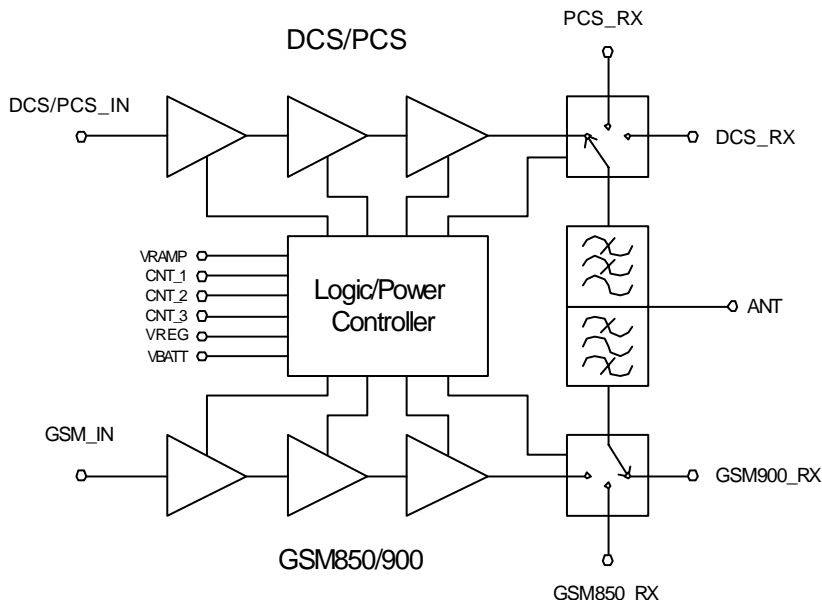 PCS_RX
DCS/PCS
DCS/PCS_IN
DCS_RX
VRAMP
CNT_1
CNT_2
CNT_3
VREG
VBATT
Logic/Power
Controller
ANT
GSM_IN
GSM900_RX
GSM850/900
GSM850_RX